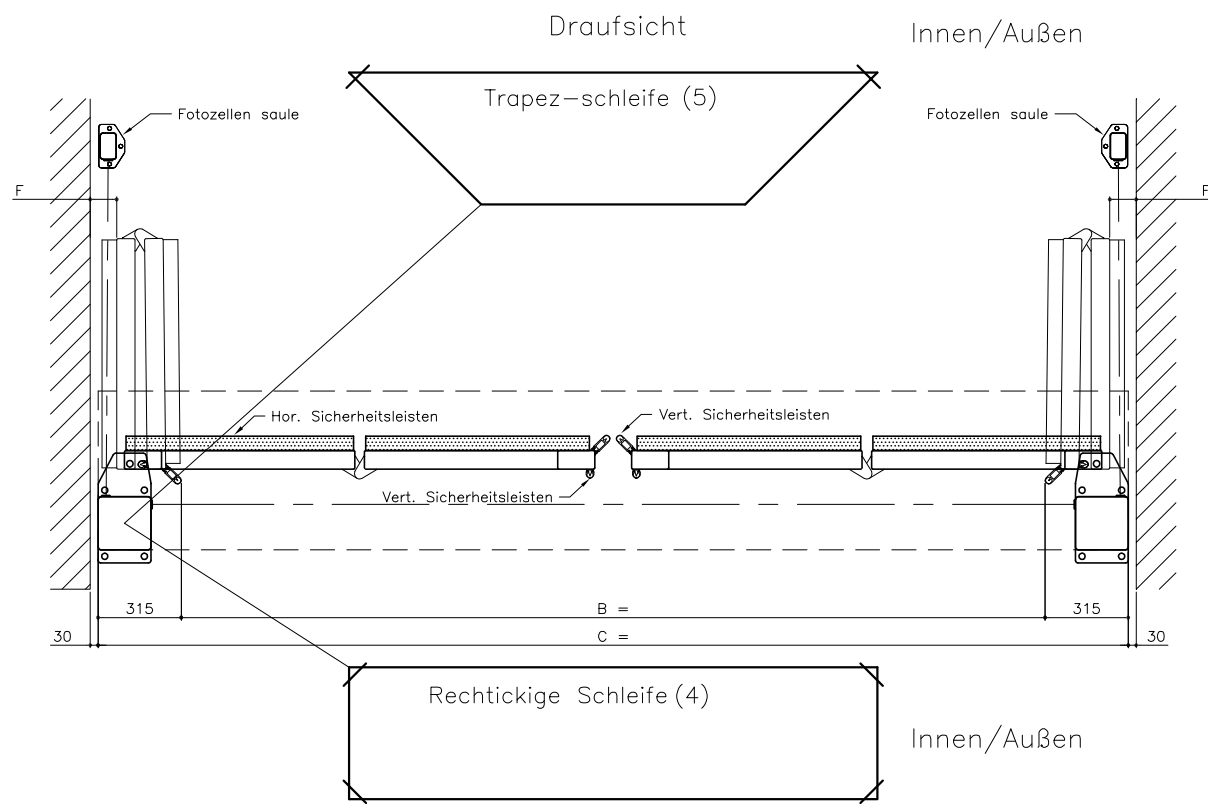 Draufsicht
Innen/Außen
Trapez-schleife (5)
Fotozellen saule
Fotozellen saule
F
F
Hor. Sicherheitsleisten
Vert. Sicherheitsleisten
Vert. Sicherheitsleisten
315
B =
315
30
C =
30
Rechtickige Schleife (4)
Innen/Außen